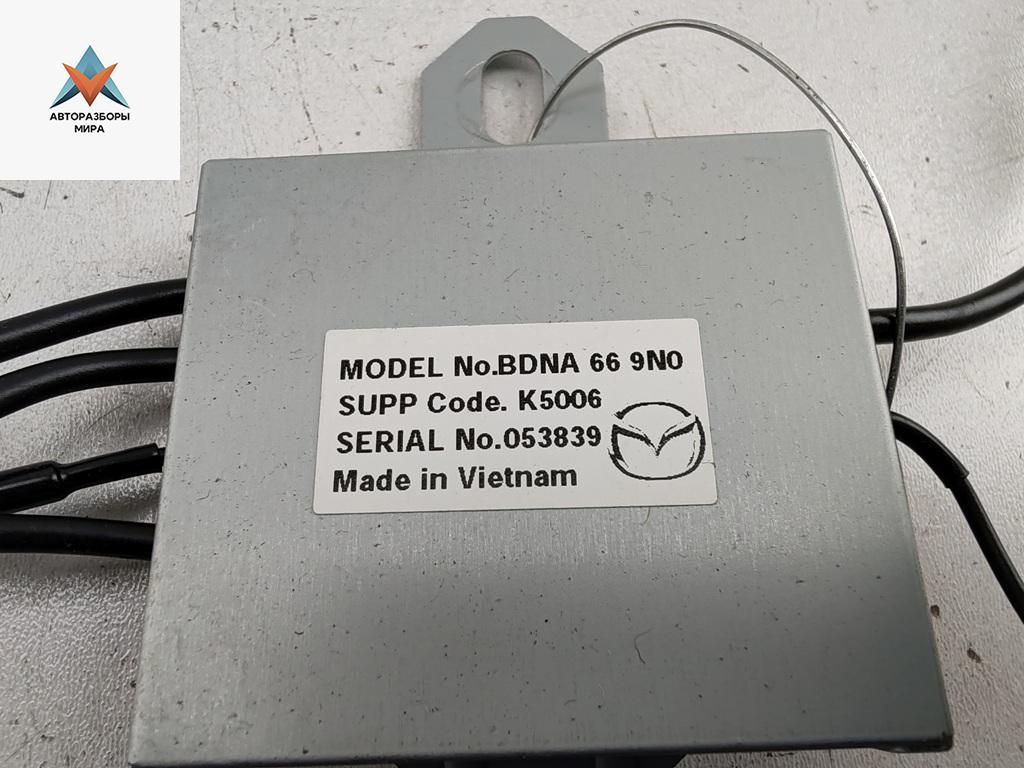 АВТОРАЗБОРЫ
МИРА
MODEL No.BDNA 66 9N0
SUPP Code. K5006
SERIAL No.053839
Made in Vietnam